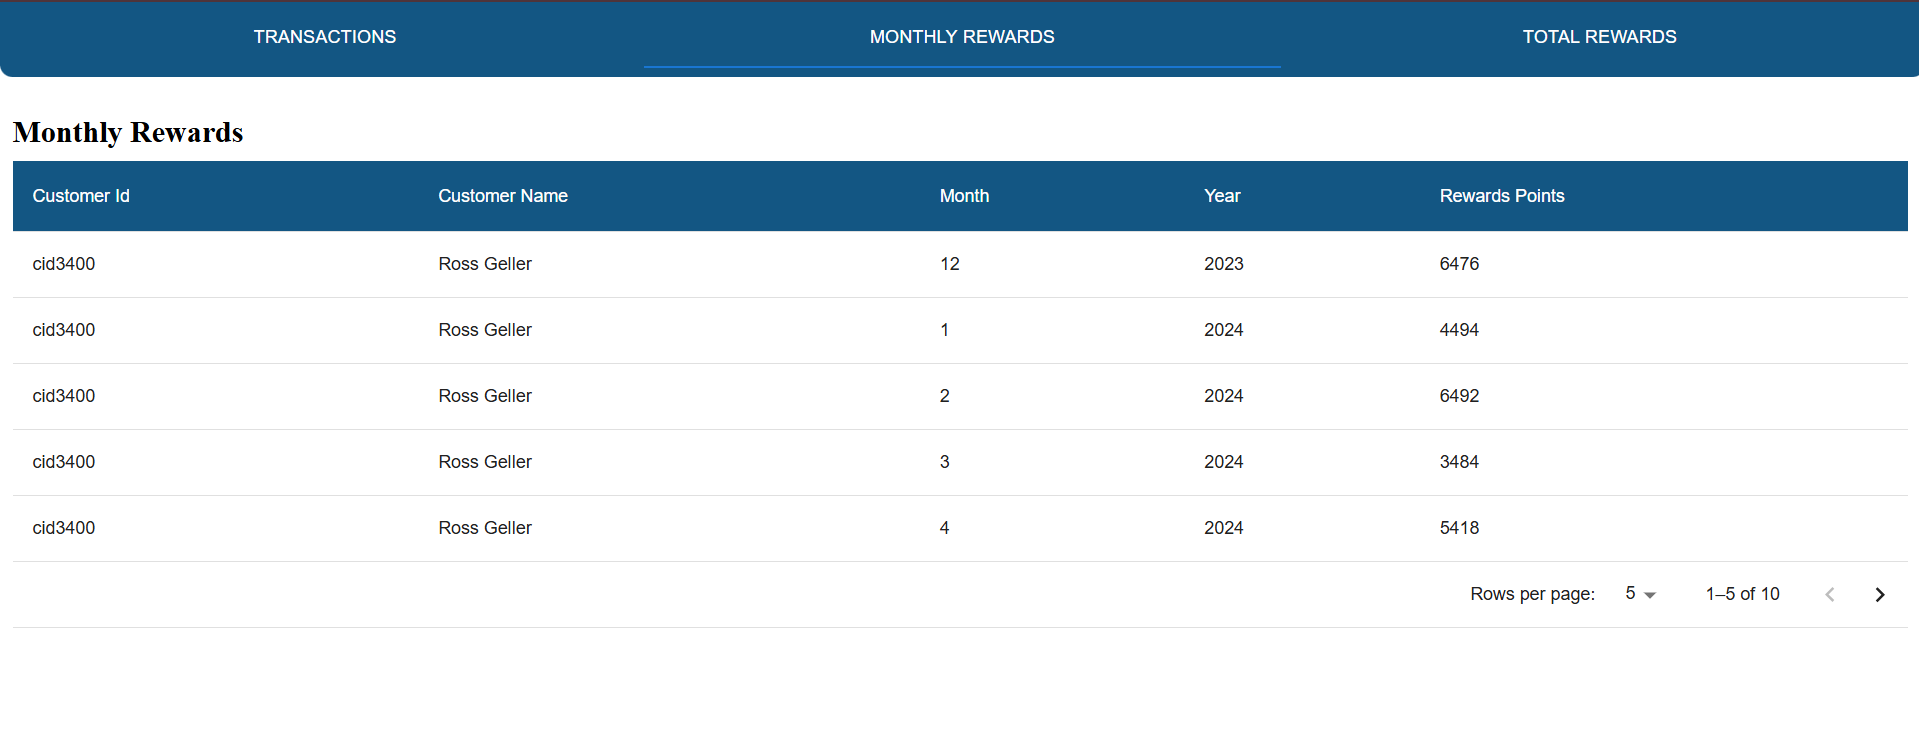 TRANSACTIONS MONTHLY REWARDS TOTAL REWARDS
Monthly Rewards
Customer Id Customer Name Month Year Rewards Points
cid3400 Ross Geller 12 2023 6476
cid3400 Ross Geller 1 2024 4494
cid3400 Ross Geller 2 2024 6492
cid3400 Ross Geller 3 2024 3484
cid3400 Ross Geller 4 2024 5418
Rows per page: 5 1–5 of 10